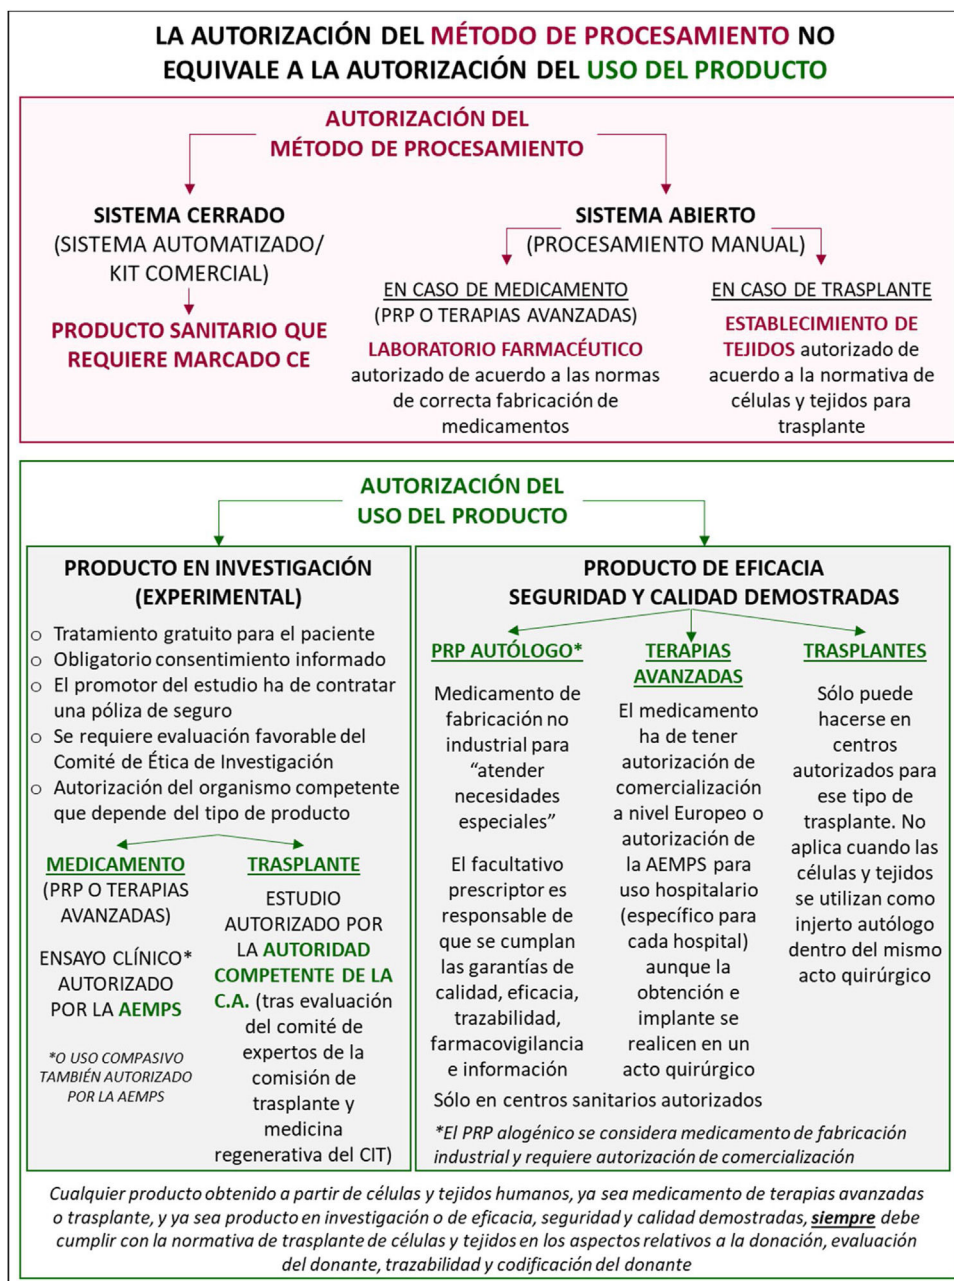 LA AUTORIZACIÓN DEL MÉTODO DE PROCESAMIENTO NO
EQUIVALE A LA AUTORIZACIÓN DEL USO DEL PRODUCTO
AUTORIZACIÓN DEL
MÉTODO DE PROCESAMIENTO
SISTEMA CERRADO
(SISTEMA AUTOMATIZADO/
KIT COMERCIAL)
PRODUCTO SANITARIO QUE
REQUIERE MARCADO CE
SISTEMA ABIERTO
(PROCESAMIENTO MANUAL)
EN CASO DE MEDICAMENTO
(PRP O TERAPIAS AVANZADAS)
LABORATORIO FARMACÉUTICO
autorizado de acuerdo a las normas
de correcta fabricación de
medicamentos
EN CASO DE TRASPLANTE
ESTABLECIMIENTO DE
TEJIDOS autorizado de
acuerdo a la normativa de
células y tejidos para
trasplante
AUTORIZACIÓN DEL
USO DEL PRODUCTO
PRODUCTO EN INVESTIGACIÓN
(EXPERIMENTAL)
o Tratamiento gratuito para el paciente
o Obligatorio consentimiento informado
o El promotor del estudio ha de contratar
una póliza de seguro
o Se requiere evaluación favorable del
Comité de Ética de Investigación
o Autorización del organismo competente
que depende del tipo de producto
MEDICAMENTO
(PRP O TERAPIAS
AVANZADAS)
ENSAYO CLÍNICO*
AUTORIZADO
POR LA AEMPS
*O USO COMPASIVO
TAMBIÉN AUTORIZADO
POR LA AEMPS
TRASPLANTE
ESTUDIO
AUTORIZADO POR
LA AUTORIDAD
COMPETENTE DE LA
C.A. (tras evaluación
del comité de
expertos de la
comisión de
trasplante y
medicina
regenerativa del CIT)
PRODUCTO DE EFICACIA
SEGURIDAD Y CALIDAD DEMOSTRADAS
PRP AUTÓLOGO*
Medicamento de
fabricación no
industrial para
“atender
necesidades
especiales”
El facultativo
prescriptor es
responsable de
que se cumplan
las garantías de
calidad, eficacia,
trazabilidad,
farmacovigilancia
e información
TERAPIAS
AVANZADAS
El medicamento
ha de tener
autorización de
comercialización
a nivel Europeo o
autorización de
la AEMPS para
uso hospitalario
(específico para
cada hospital)
aunque la
obtención e
implante se
realicen en un
acto quirúrgico
TRASPLANTES
Sólo puede
hacerse en
centros
autorizados para
ese tipo de
trasplante. No
aplica cuando las
células y tejidos
se utilizan como
injerto autólogo
dentro del mismo
acto quirúrgico
Sólo en centros sanitarios autorizados
*El PRP alogénico se considera medicamento de fabricación
industrial y requiere autorización de comercialización
Cualquier producto obtenido a partir de células y tejidos humanos, ya sea medicamento de terapias avanzadas
o trasplante, y ya sea producto en investigación o de eficacia, seguridad y calidad demostradas, siempre debe
cumplir con la normativa de trasplante de células y tejidos en los aspectos relativos a la donación, evaluación
del donante, trazabilidad y codificación del donante